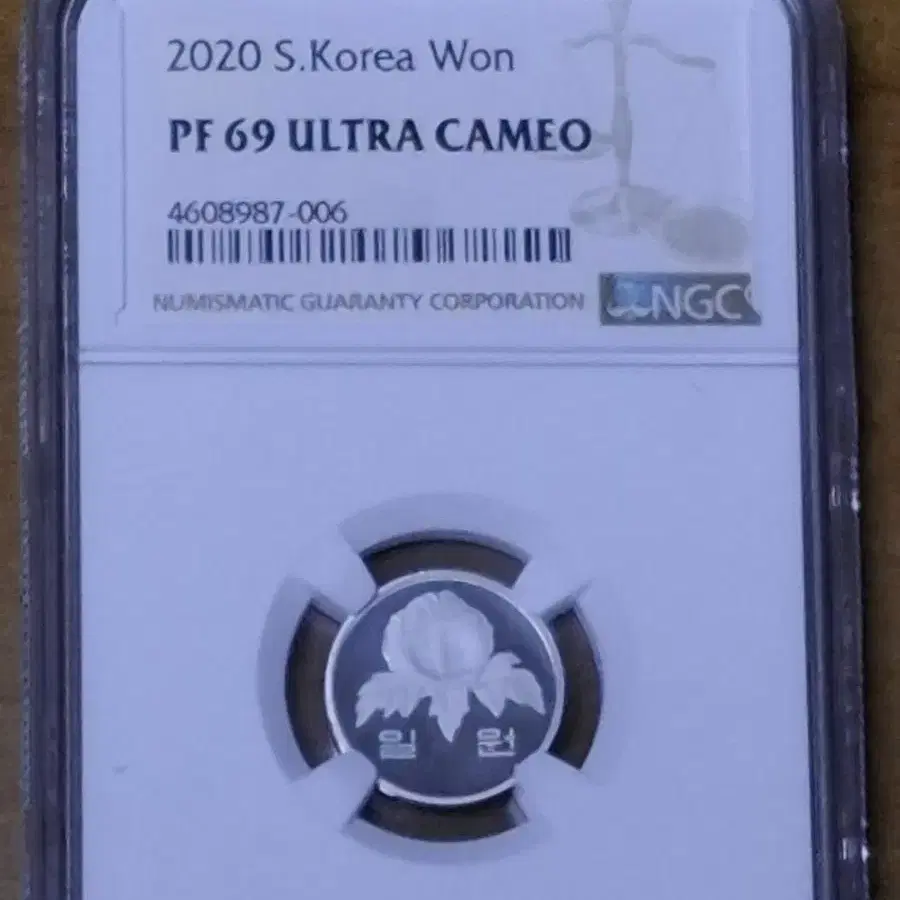 2020 S.Korea Won
PF 69 ULTRA CAMEO
4608987-006
NUMISMATIC GUARANTY CORPORATION
NGC
일 원